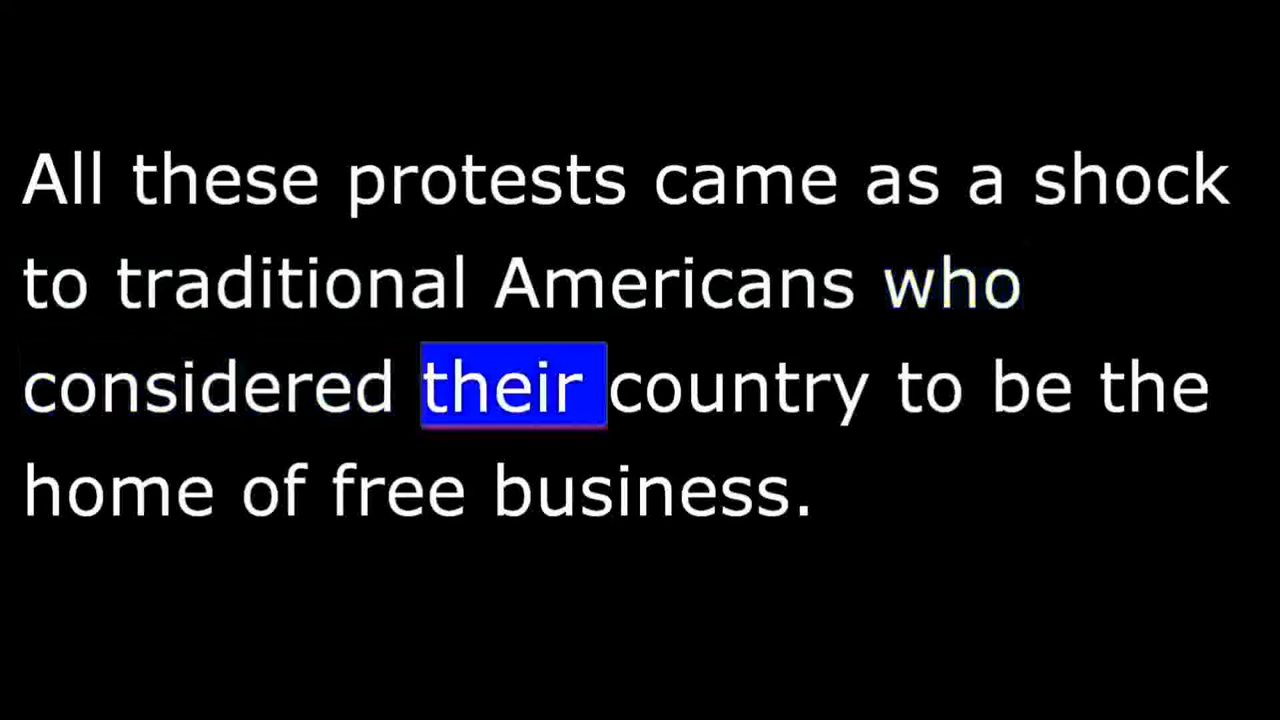 All these protests came as a shock
to traditional Americans who
considered their country to be the
home of free business.